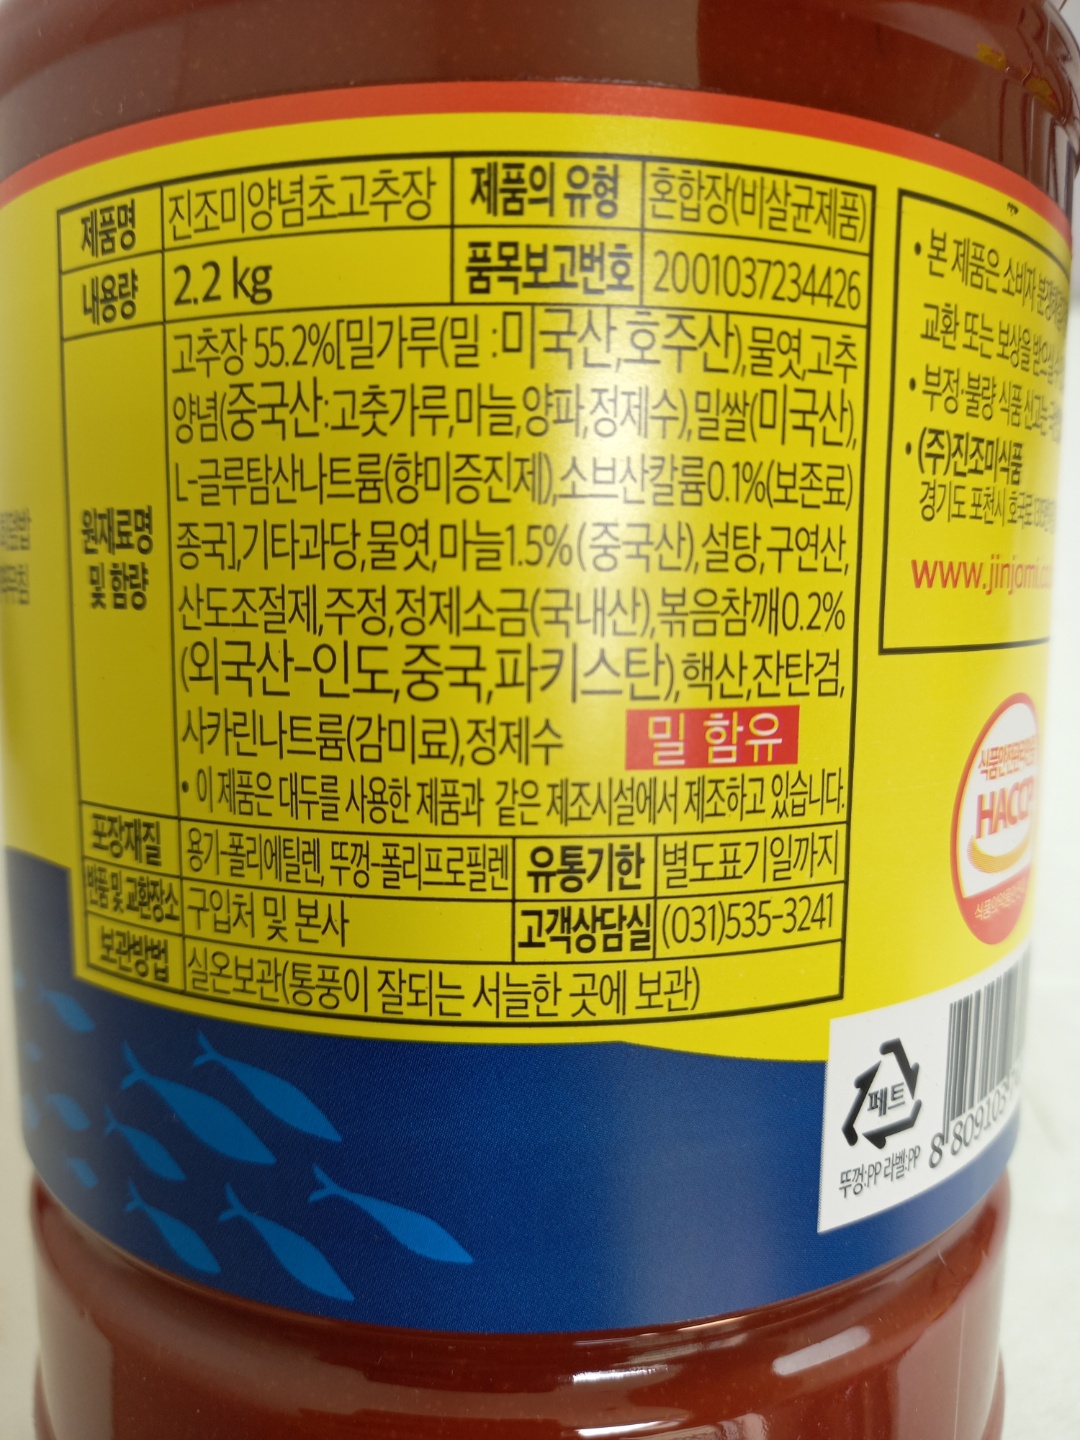 제품명 진조미양념초고추장 제품의 유형 혼합장(비살균제품)
내용량 2.2 kg 품목보고번호 2001037234426
원재료명 및 함량
고추장 55.2%[밀가루(밀 :미국산,호주산),물엿,고추
양념(중국산:고춧가루,마늘,양파,정제수),밀쌀(미국산),
L-글루탐산나트륨(향미증진제),소브산칼륨0.1%(보존료)
종국],기타과당,물엿,마늘1.5%(중국산),설탕,구연산,
산도조절제,주정,정제소금(국내산),볶음참깨0.2%
(외국산-인도,중국,파키스탄),핵산,잔탄검,
사카린나트륨(감미료),정제수 밀 함유
• 이 제품은 대두를 사용한 제품과 같은 제조시설에서 제조하고 있습니다.
포장재질 용기-폴리에틸렌, 뚜껑-폴리프로필렌 유통기한 별도표기일까지
반품 및 교환장소 구입처 및 본사 고객상담실 (031)535-3241
보관방법 실온보관(통풍이 잘되는 서늘한 곳에 보관)
• 본 제품은 소비자
교환 또는 보상을
• 부정·불량 식품 신고는
• (주)진조미식품
경기도 포천시
www.jinjomi.
HACCP
페트
뚜껑:PP 라벨:PP
8 809103